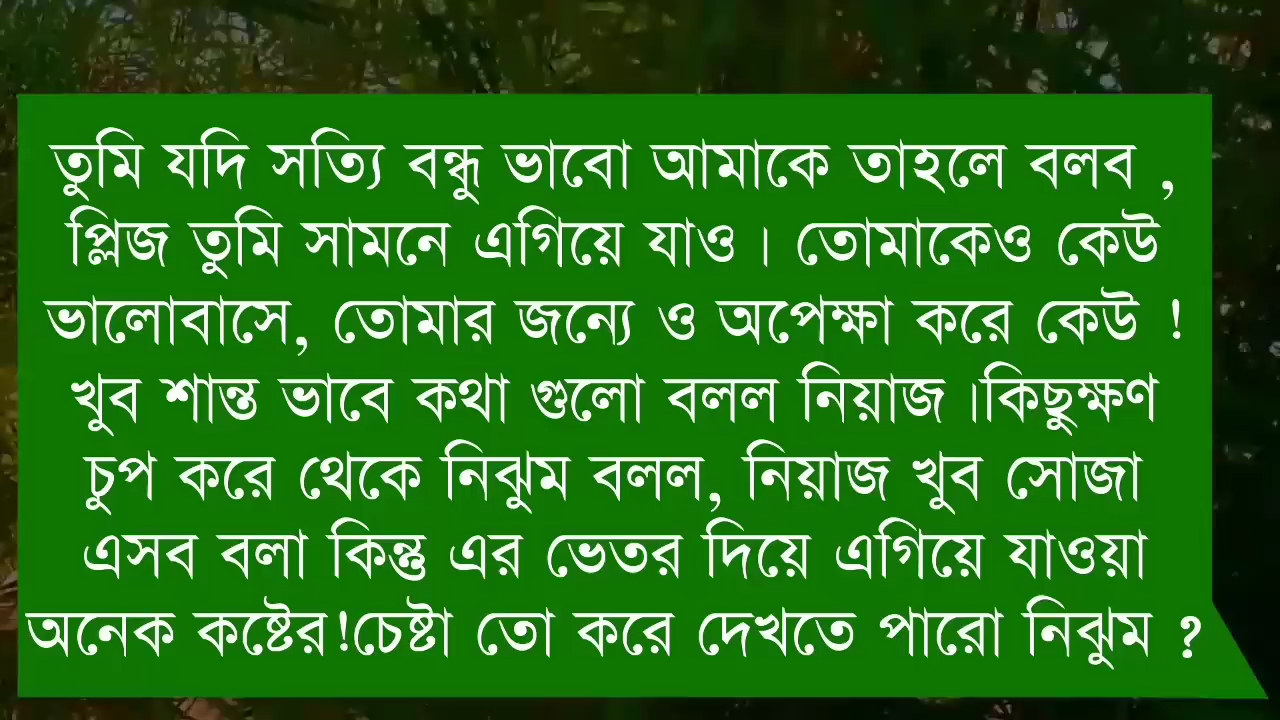 তুমি যদি সত্যি বন্ধু ভাবো আমাকে তাহলে বলব ,
প্লিজ তুমি সামনে এগিয়ে যাও । তোমাকেও কেউ
ভালোবাসে, তোমার জন্যে ও অপেক্ষা করে কেউ !
খুব শান্ত ভাবে কথা গুলো বলল নিয়াজ ।কিছুক্ষণ
চুপ করে থেকে নিঝুম বলল, নিয়াজ খুব সোজা
এসব বলা কিন্তু এর ভেতর দিয়ে এগিয়ে যাওয়া
অনেক কষ্টের!চেষ্টা তো করে দেখতে পারো নিঝুম ?